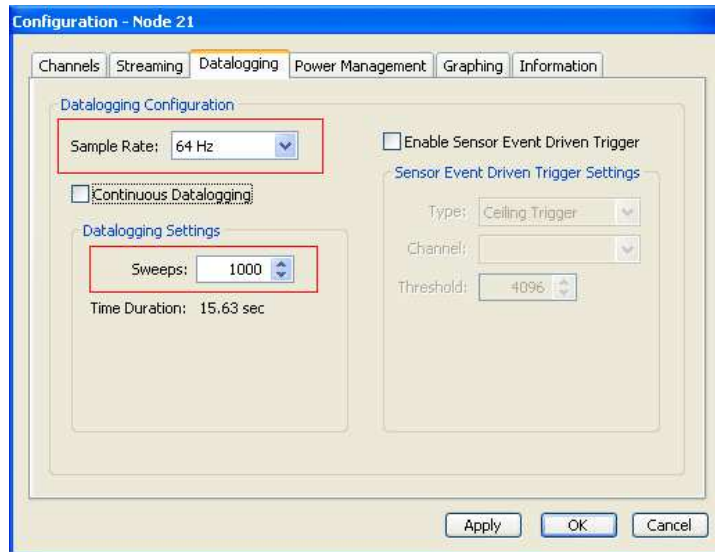 Configuration - Node 21
Channels Streaming Datalogging Power Management Graphing Information
Datalogging Configuration
Sample Rate: 64 Hz
Continuous Datalogging
Datalogging Settings
Sweeps: 1000
Time Duration: 15.63 sec
Enable Sensor Event Driven Trigger
Sensor Event Driven Trigger Settings
Type: Ceiling Trigger
Channel:
Threshold: 4096
Apply OK Cancel